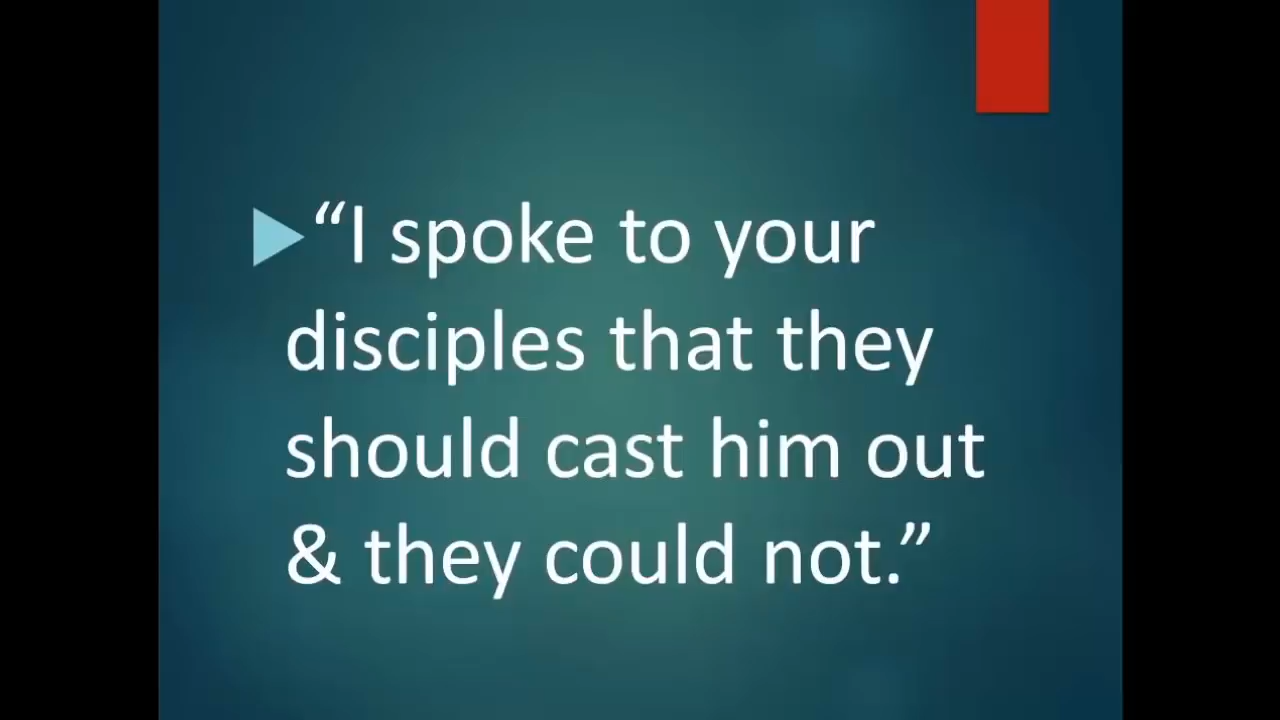 “I spoke to your
disciples that they
should cast him out
& they could not.”